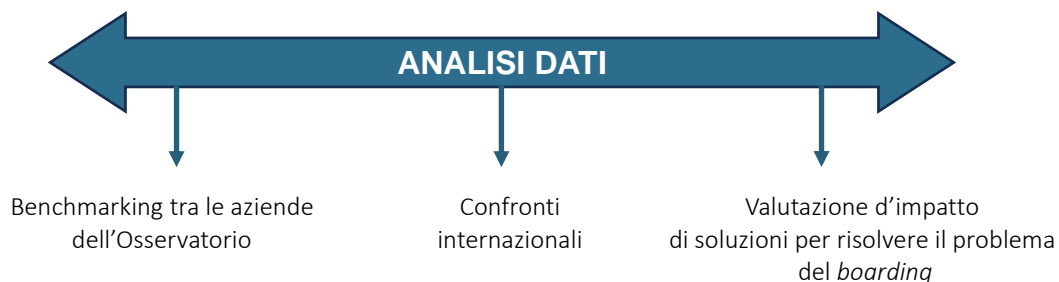 ANALISI DATI
Benchmarking tra le aziende
dell’Osservatorio
Confronti
internazionali
Valutazione d’impatto
di soluzioni per risolvere il problema
del boarding